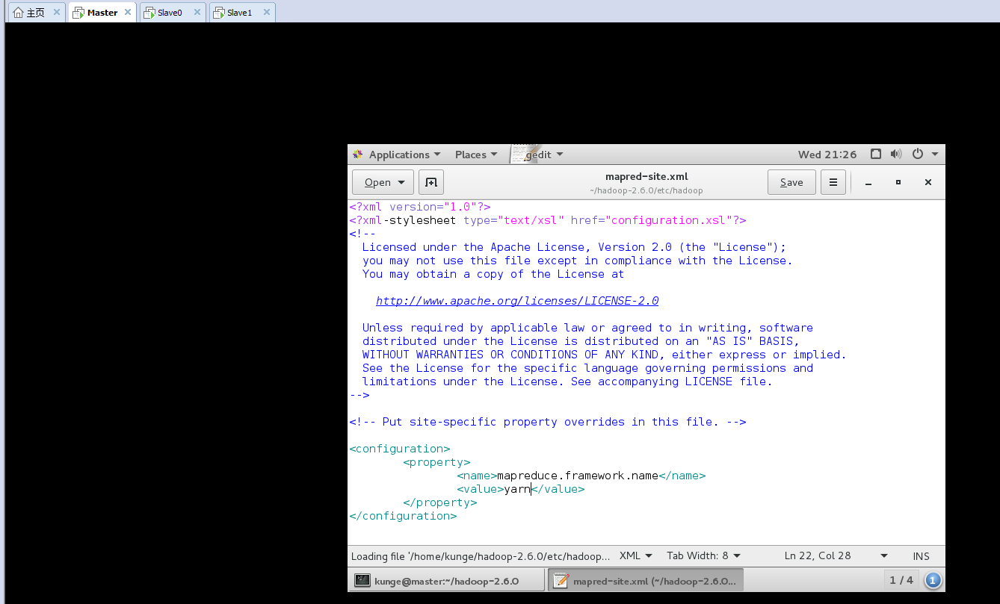 主页 Master Slave0 Slave1
Applications Places gedit Wed 21:26
Open mapred-site.xml Save
~/hadoop-2.6.0/etc/hadoop
<?xml version="1.0"?>
<?xml-stylesheet type="text/xsl" href="configuration.xsl"?>
<!--
Licensed under the Apache License, Version 2.0 (the "License");
you may not use this file except in compliance with the License.
You may obtain a copy of the License at
http://www.apache.org/licenses/LICENSE-2.0
Unless required by applicable law or agreed to in writing, software
distributed under the License is distributed on an "AS IS" BASIS,
WITHOUT WARRANTIES OR CONDITIONS OF ANY KIND, either express or implied.
See the License for the specific language governing permissions and
limitations under the License. See accompanying LICENSE file.
-->
<!-- Put site-specific property overrides in this file. -->
<configuration>
<property>
<name>mapreduce.framework.name</name>
<value>yarn</value>
</property>
</configuration>
Loading file '/home/kunge/hadoop-2.6.0/etc/hadoop... XML Tab Width: 8 Ln 22, Col 28 INS
kunge@master:~/hadoop-2.6.0 mapred-site.xml (~/hadoop-2.6.0... 1 / 4 1